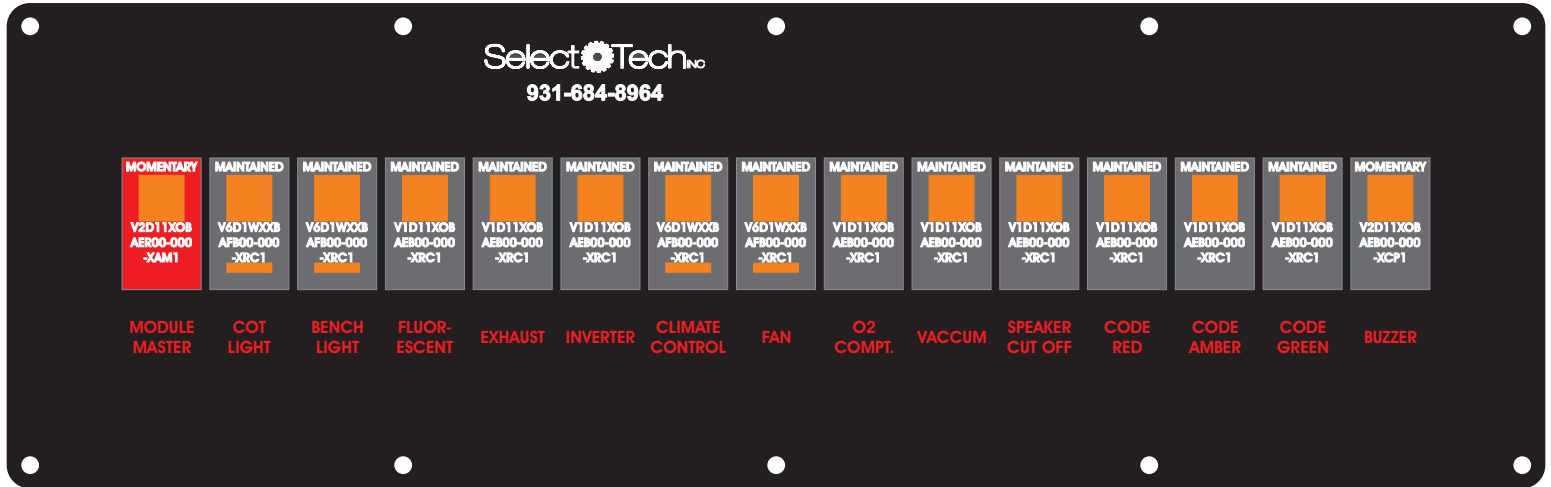 SelectTech INC
931-684-8964
MOMENTARY MAINTAINED MAINTAINED MAINTAINED MAINTAINED MAINTAINED MAINTAINED MAINTAINED MAINTAINED MAINTAINED MAINTAINED MAINTAINED MAINTAINED MAINTAINED MOMENTARY
V2D11XOB V6D1WXXB V6D1WXXB V1D11XOB V1D11XOB V1D11XOB V6D1WXXB V6D1WXXB V1D11XOB V1D11XOB V1D11XOB V1D11XOB V1D11XOB V1D11XOB V2D11XOB
AER00-000 AFB00-000 AFB00-000 AEB00-000 AEB00-000 AEB00-000 AFB00-000 AFB00-000 AEB00-000 AEB00-000 AEB00-000 AEB00-000 AEB00-000 AEB00-000 AEB00-000
-XAM1 -XRC1 -XRC1 -XRC1 -XRC1 -XRC1 -XRC1 -XRC1 -XRC1 -XRC1 -XRC1 -XRC1 -XRC1 -XRC1 -XCP1
MODULE
MASTER
COT
LIGHT
BENCH
LIGHT
FLUOR-
ESCENT
EXHAUST
INVERTER
CLIMATE
CONTROL
FAN
O2
COMPT.
VACCUM
SPEAKER
CUT OFF
CODE
RED
CODE
AMBER
CODE
GREEN
BUZZER